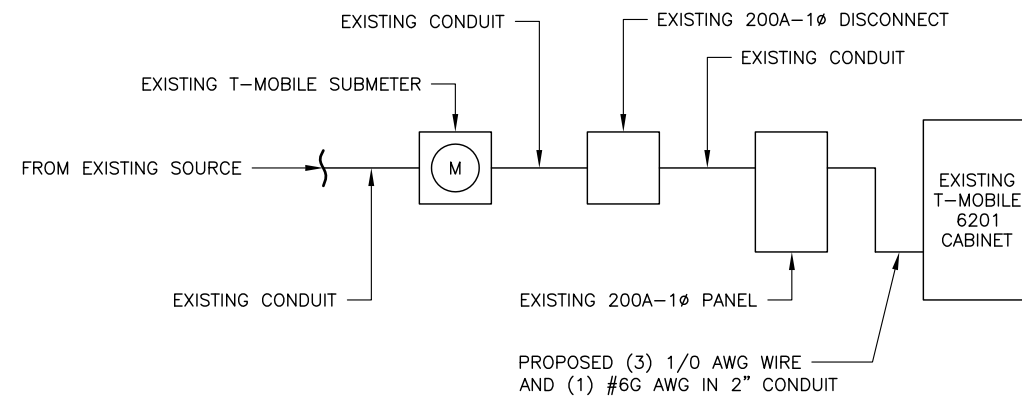 EXISTING CONDUIT
EXISTING 200A-1ø DISCONNECT
EXISTING CONDUIT
EXISTING T-MOBILE SUBMETER
FROM EXISTING SOURCE
M
EXISTING
T-MOBILE
6201
CABINET
EXISTING CONDUIT
EXISTING 200A-1ø PANEL
PROPOSED (3) 1/0 AWG WIRE
AND (1) #6G AWG IN 2" CONDUIT